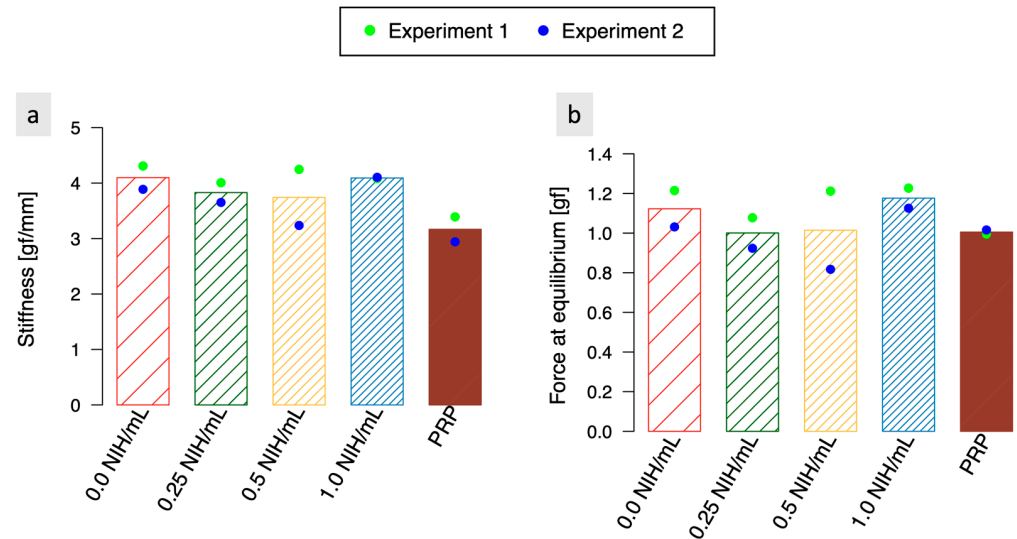 Experiment 1 Experiment 2
a
b
Stiffness [gf/mm]
5
4
3
2
1
0
0.0 NIH/mL
0.25 NIH/mL
0.5 NIH/mL
1.0 NIH/mL
PRP
Force at equilibrium [gf]
1.4
1.2
1.0
0.8
0.6
0.4
0.2
0.0
0.0 NIH/mL
0.25 NIH/mL
0.5 NIH/mL
1.0 NIH/mL
PRP